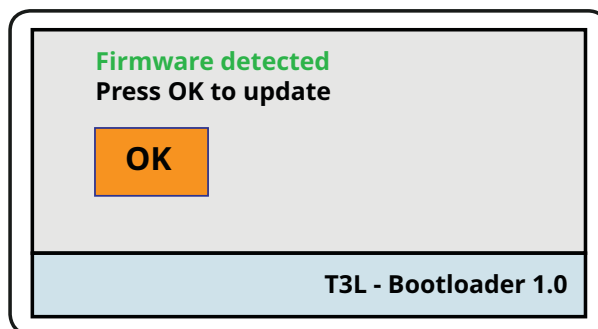 Firmware detected
Press OK to update
OK
T3L - Bootloader 1.0